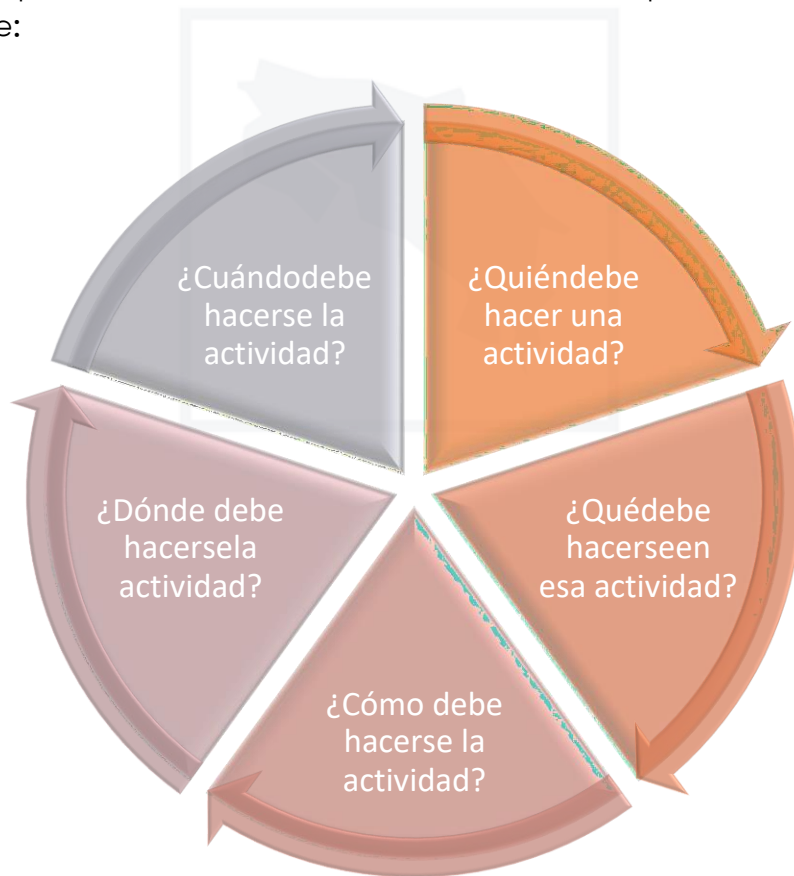 e:
¿Quiéndebe
hacer una
actividad?
¿Quédebe
hacerseen
esa actividad?
¿Cómo debe
hacerse la
actividad?
¿Dónde debe
hacersela
actividad?
¿Cuándodebe
hacerse la
actividad?